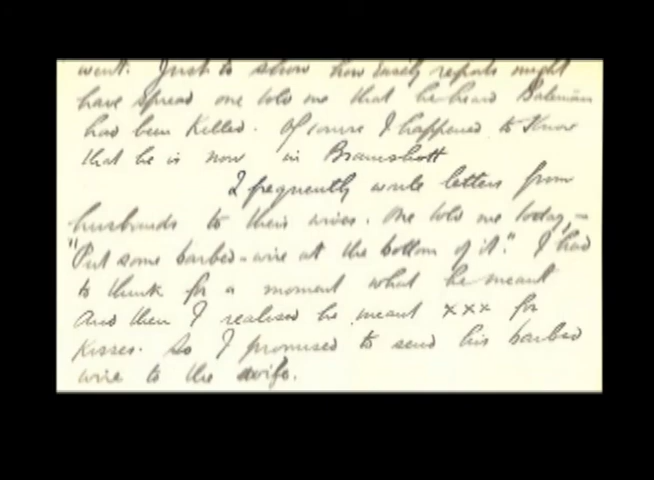 went. Just to show how easily reports might
have spread one told me that he heard Bateman
had been killed. Of course I happened to know
that he is now in Bramshott
I frequently write letters from
husbands to their wives. One told me today,—
"Put some barbed-wire at the bottom of it." I had
to think for a moment what he meant
And then I realised he meant xxx for
kisses. So I promised to send his barbed
wire to the wife.